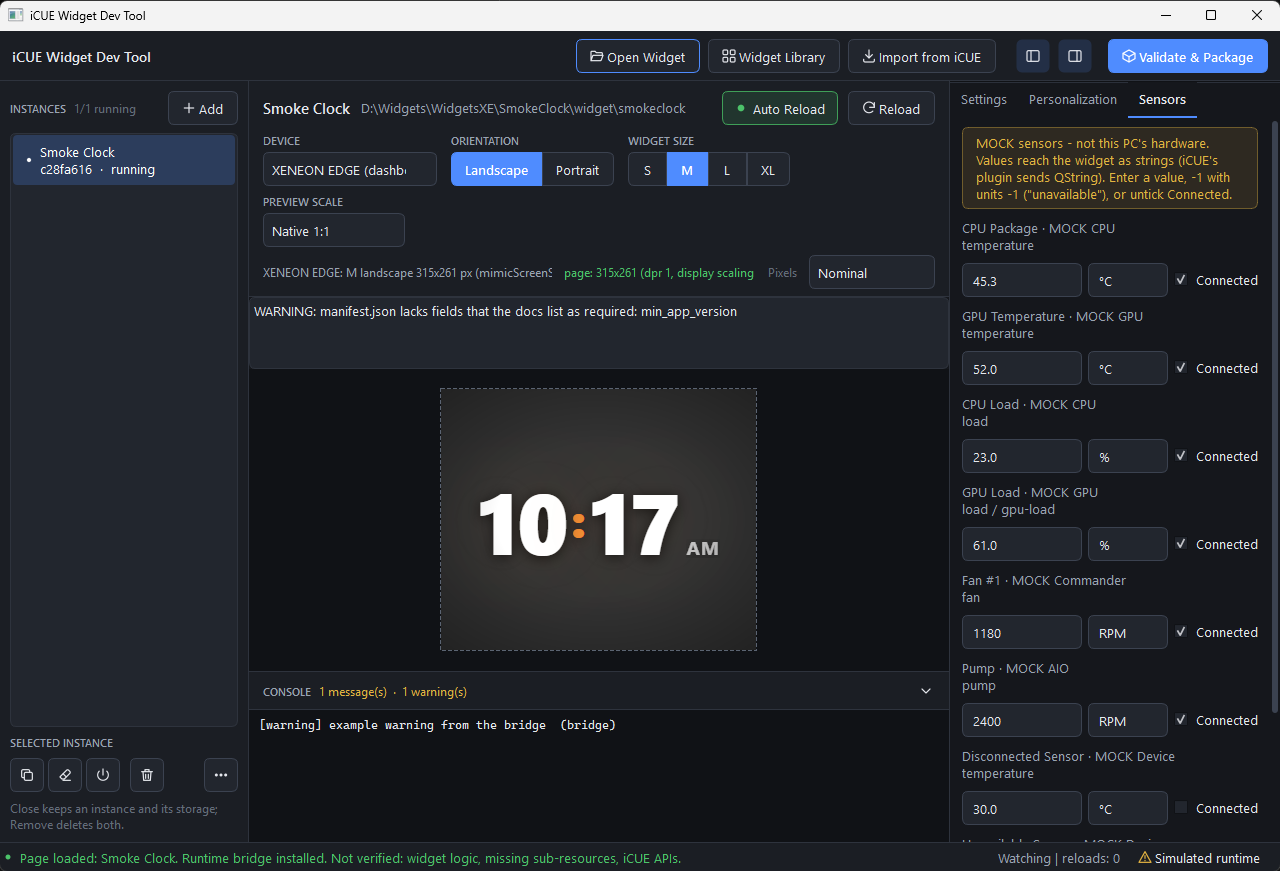 iCUE Widget Dev Tool
iCUE Widget Dev Tool
Open Widget
Widget Library
Import from iCUE
Validate & Package
INSTANCES 1/1 running
Add
Smoke Clock
c28fa616 · running
SELECTED INSTANCE
Close keeps an instance and its storage;
Remove deletes both.
Smoke Clock D:\Widgets\WidgetsXE\SmokeClock\widget\smokeclock
Auto Reload
Reload
DEVICE
ORIENTATION
WIDGET SIZE
XENEON EDGE (dashb
Landscape
Portrait
S
M
L
XL
PREVIEW SCALE
Native 1:1
XENEON EDGE: M landscape 315x261 px (mimicScreenS
page: 315x261 (dpr 1, display scaling
Pixels
Nominal
WARNING: manifest.json lacks fields that the docs list as required: min_app_version
10:17 AM
CONSOLE 1 message(s) · 1 warning(s)
[warning] example warning from the bridge (bridge)
Settings
Personalization
Sensors
MOCK sensors - not this PC's hardware.
Values reach the widget as strings (iCUE's
plugin sends QString). Enter a value, -1 with
units -1 ("unavailable"), or untick Connected.
CPU Package · MOCK CPU
temperature
45.3
°C
Connected
GPU Temperature · MOCK GPU
temperature
52.0
°C
Connected
CPU Load · MOCK CPU
load
23.0
%
Connected
GPU Load · MOCK GPU
load / gpu-load
61.0
%
Connected
Fan #1 · MOCK Commander
fan
1180
RPM
Connected
Pump · MOCK AIO
pump
2400
RPM
Connected
Disconnected Sensor · MOCK Device
temperature
30.0
°C
Connected
Page loaded: Smoke Clock. Runtime bridge installed. Not verified: widget logic, missing sub-resources, iCUE APIs.
Watching | reloads: 0
Simulated runtime